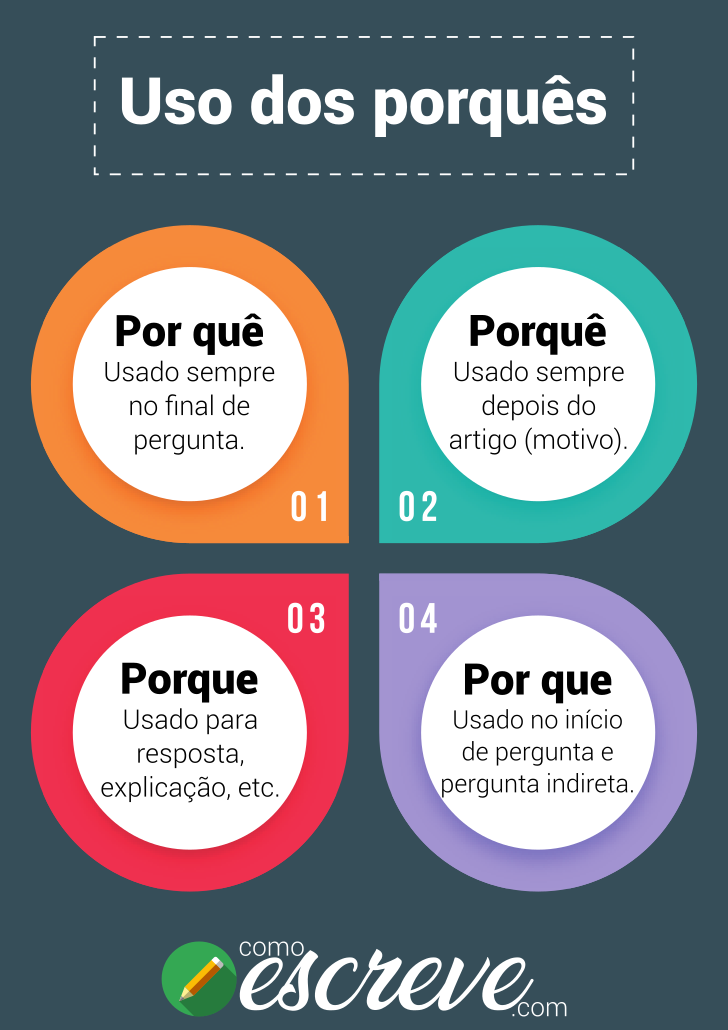 Uso dos porquês
Por quê
Usado sempre
no final de
pergunta.
01
Porquê
Usado sempre
depois do
artigo (motivo).
02
03
Porque
Usado para
resposta,
explicação, etc.
04
Por que
Usado no início
de pergunta e
pergunta indireta.
como
escreve
.com